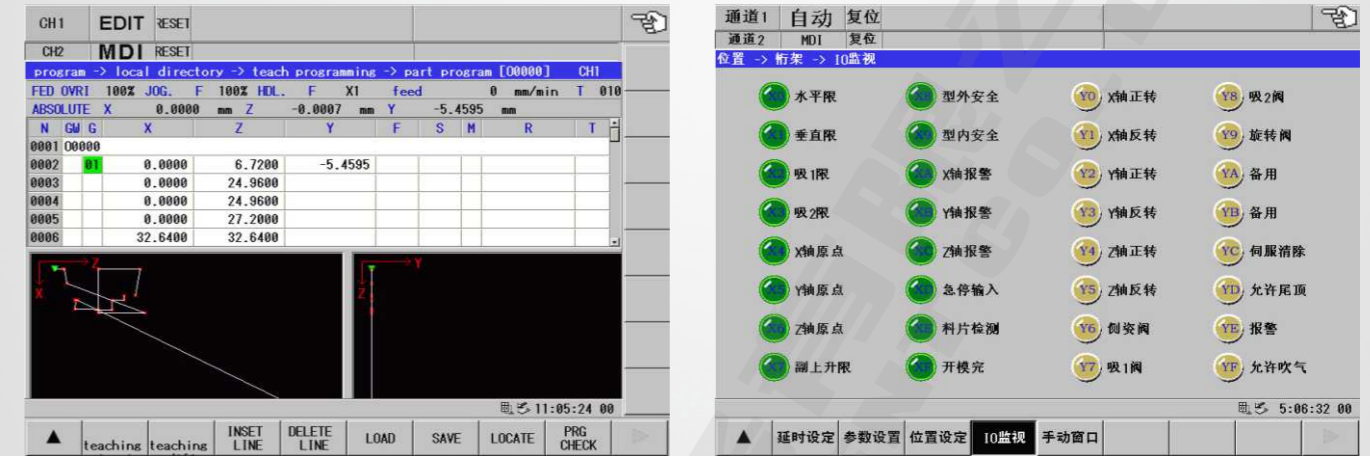 CH1 EDIT RESET
CH2 MDI RESET
program -> local directory -> teach programming -> part program [O0000] CH1
FED OVRI 100% JOG. F 100% HDL. F X1 feed 0 mm/min T 010
ABSOLUTE X 0.0000 mm Z -0.0007 mm Y -5.4595 mm
N GW G X Z Y F S M R T
0001 O0000
0002 01 0.0000 6.7200 -5.4595
0003 0.0000 24.9600
0004 0.0000 24.9600
0005 0.0000 27.2000
0006 32.6400 32.6400
Z Y
X Z
11:05:24 00
▲ teaching teaching INSET LINE DELETE LINE LOAD SAVE LOCATE PRG CHECK
通道1 自动 复位
通道2 MDI 复位
位置 -> 桁架 -> IO监视
X0 水平限 X8 型外安全 Y0 X轴正转 Y8 吸2阀
X1 垂直限 X9 型内安全 Y1 X轴反转 Y9 旋转阀
X2 吸1限 XA X轴报警 Y2 Y轴正转 YA 备用
X3 吸2限 XB Y轴报警 Y3 Y轴反转 YB 备用
X4 X轴原点 XC Z轴报警 Y4 Z轴正转 YC 伺服清除
X5 Y轴原点 XD 急停输入 Y5 Z轴反转 YD 允许尾顶
X6 Z轴原点 XE 料片检测 Y6 侧姿阀 YE 报警
X7 副上升限 XF 开模完 Y7 吸1阀 YF 允许吹气
5:06:32 00
▲ 延时设定 参数设置 位置设定 IO监视 手动窗口